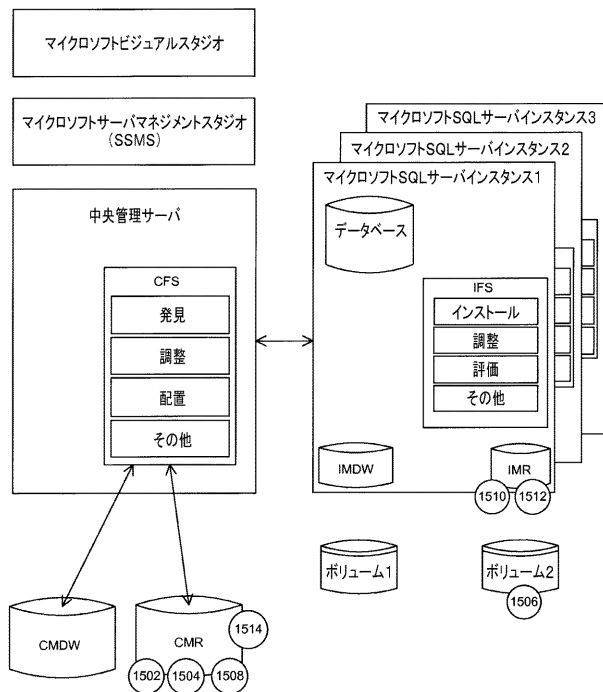 マイクロソフトビジュアルスタジオ
マイクロソフトサーバマネジメントスタジオ
(SSMS)
中央管理サーバ
CFS
発見
調整
配置
その他
CMDW
CMR
1514
1502
1504
1508
マイクロソフトSQLサーバインスタンス3
マイクロソフトSQLサーバインスタンス2
マイクロソフトSQLサーバインスタンス1
データベース
IFS
インストール
調整
評価
その他
IMDW
IMR
1510
1512
ボリューム1
ボリューム2
1506